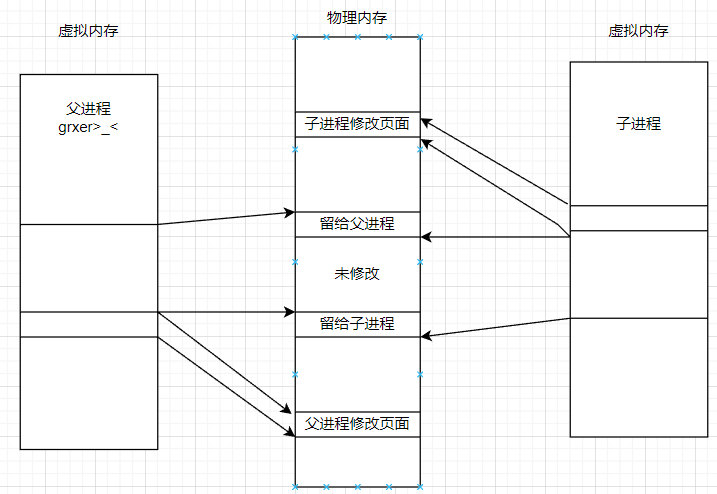 虚拟内存
物理内存
虚拟内存
父进程
grxer>_<
子进程修改页面
子进程
留给父进程
未修改
留给子进程
父进程修改页面